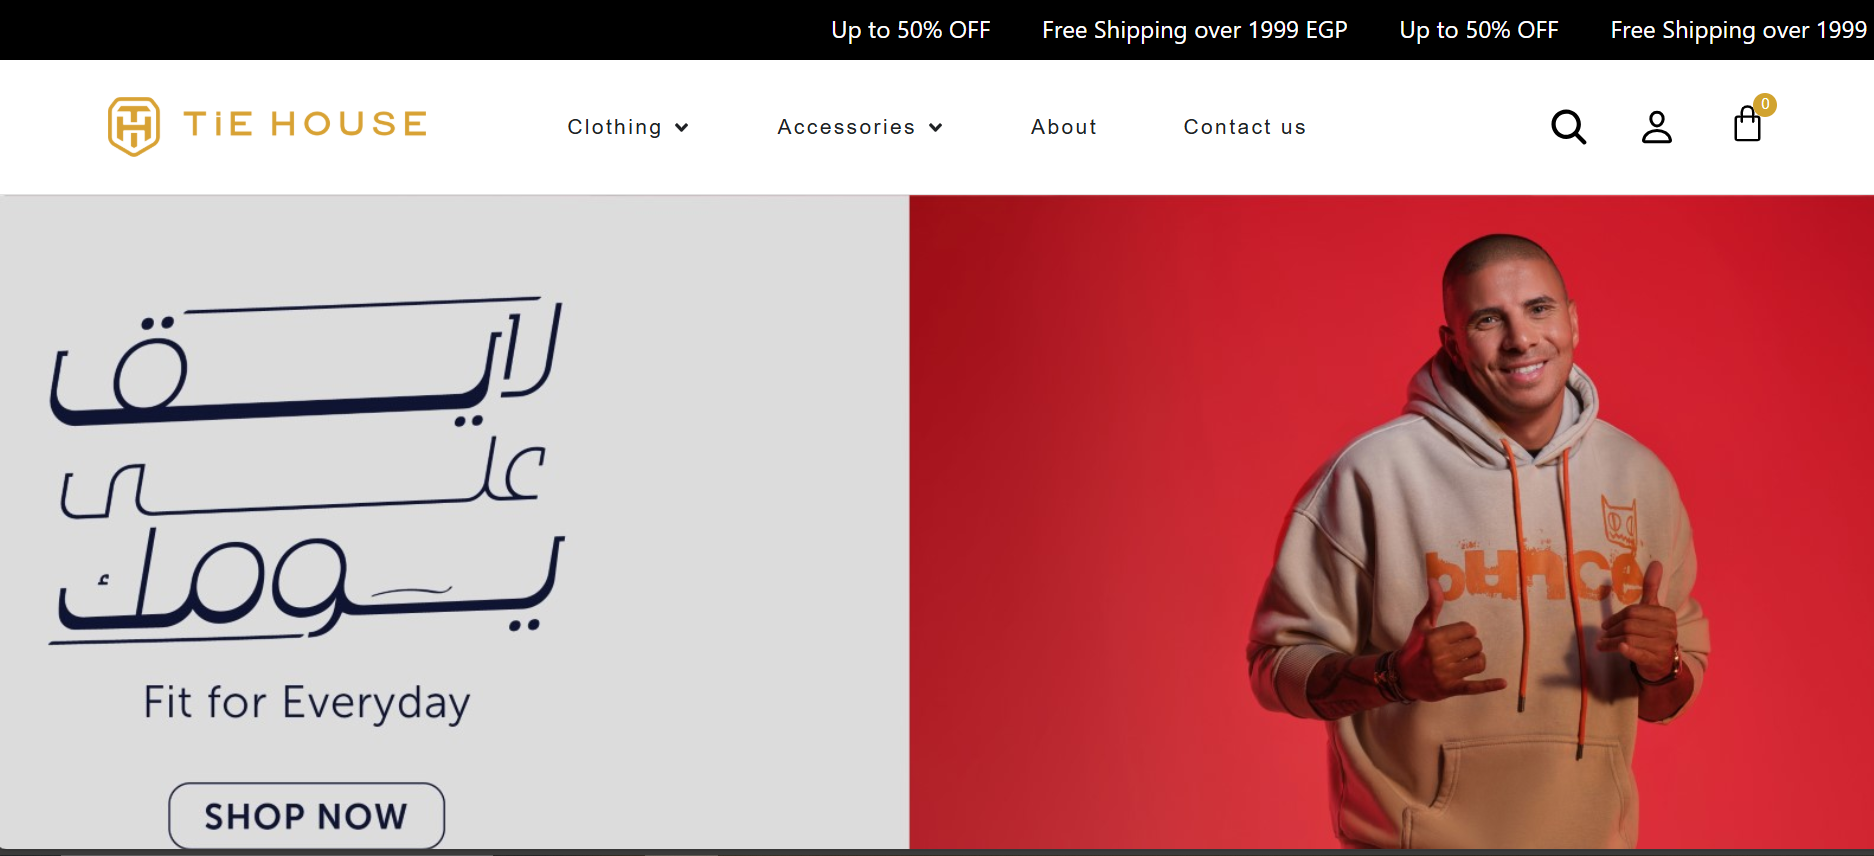 Up to 50% OFF Free Shipping over 1999 EGP Up to 50% OFF Free Shipping over 1999
TiE HOUSE Clothing Accessories About Contact us 0
لايق
على
يومك
Fit for Everyday
SHOP NOW
bounce